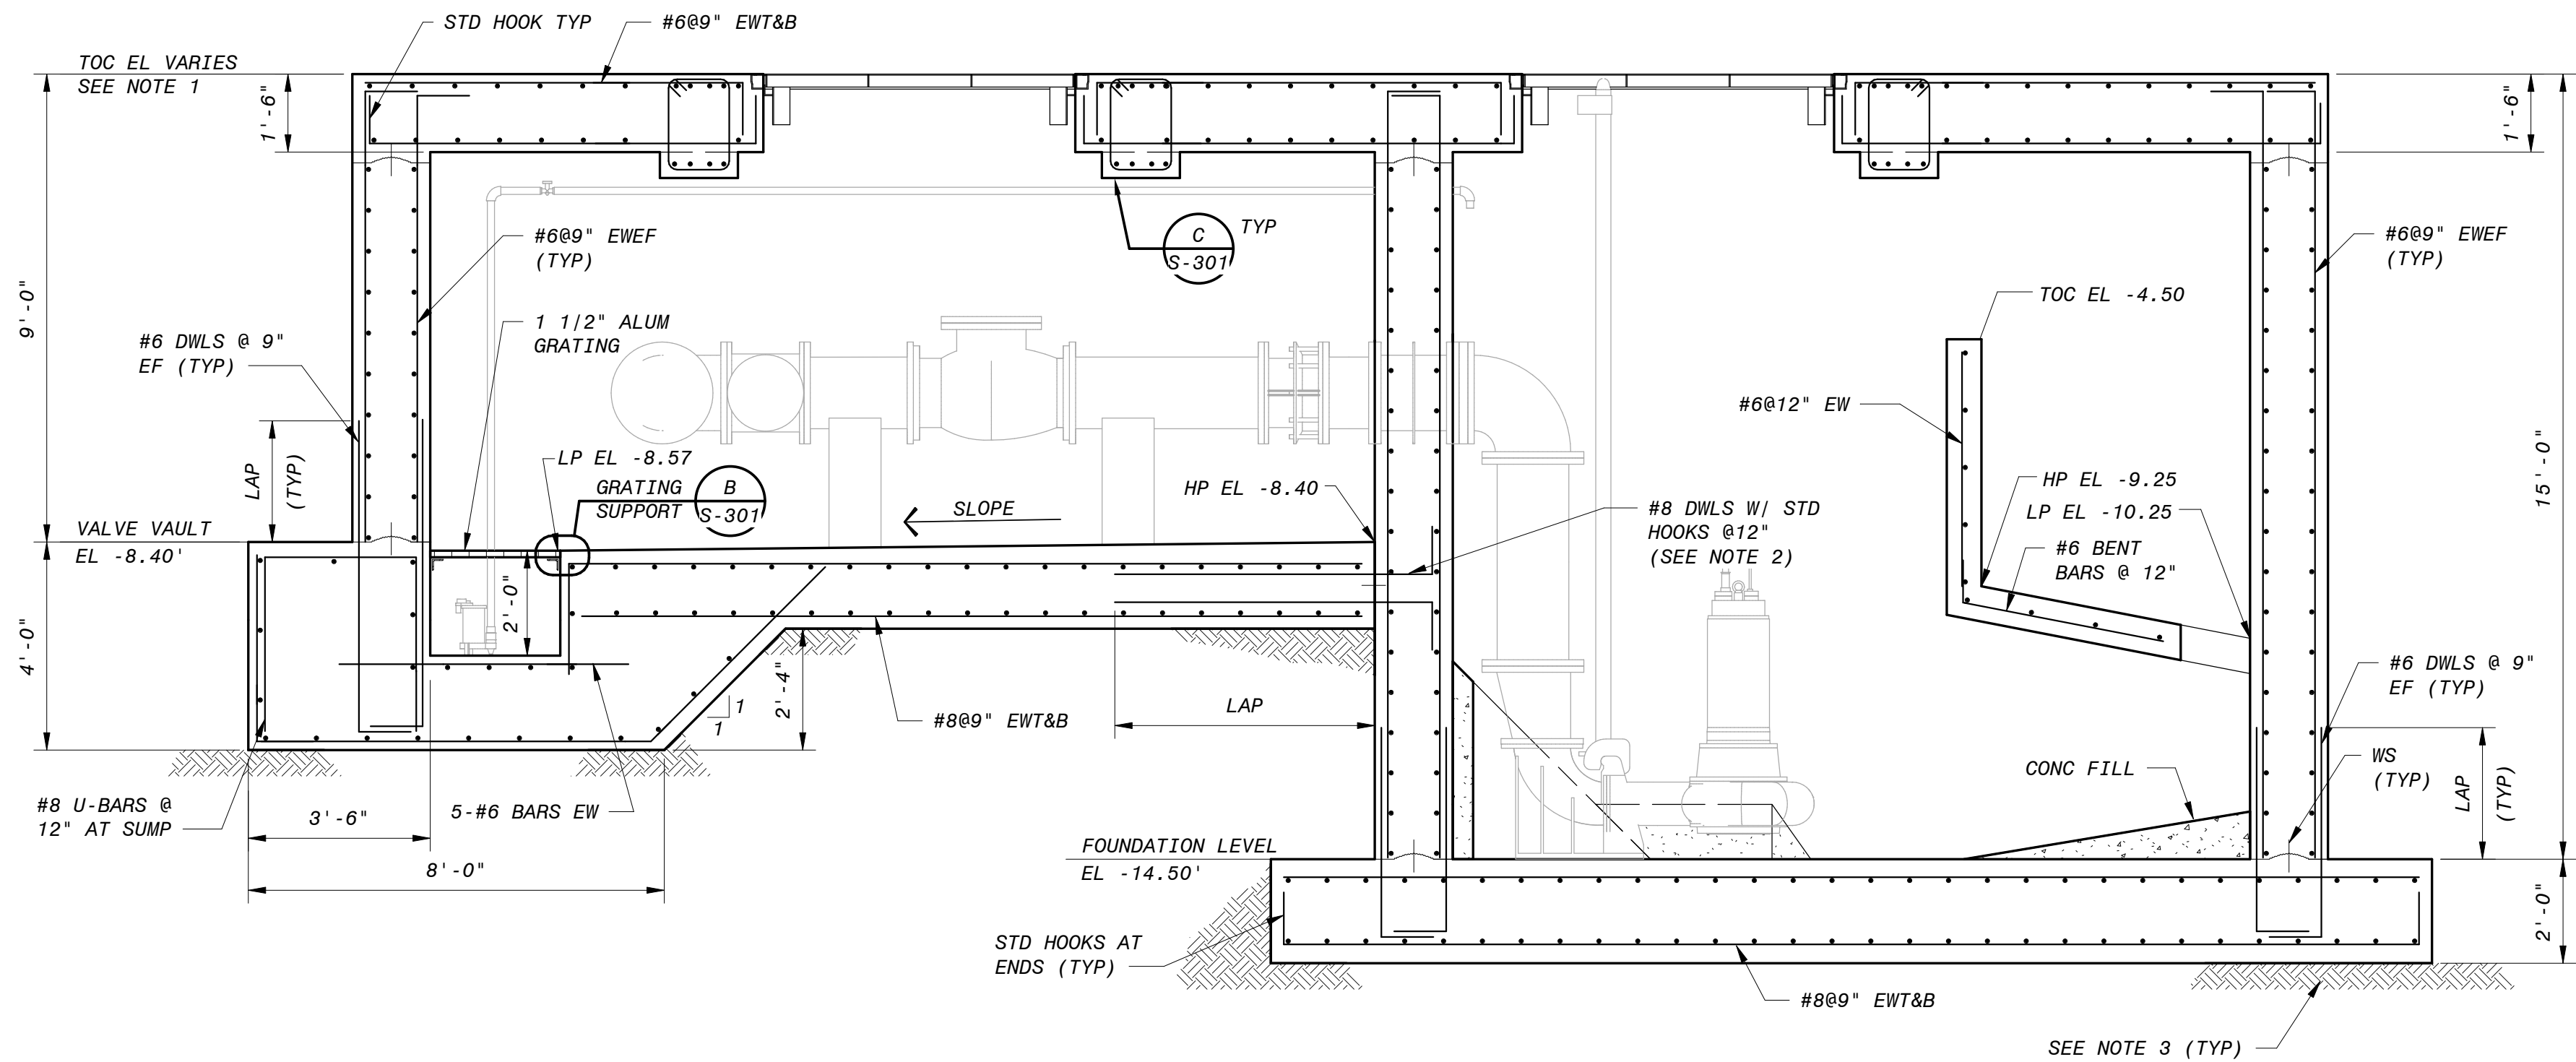 STD HOOK TYP
#6@9" EWT&B
TOC EL VARIES
SEE NOTE 1
1'-6"
1'-6"
9'-0"
#6@9" EWEF
(TYP)
C
S-301
TYP
#6@9" EWEF
(TYP)
TOC EL -4.50
1 1/2" ALUM
GRATING
#6 DWLS @ 9"
EF (TYP)
#6@12" EW
15'-0"
LAP
(TYP)
LP EL -8.57
GRATING
SUPPORT
B
S-301
SLOPE
HP EL -8.40
#8 DWLS W/ STD
HOOKS @12"
(SEE NOTE 2)
HP EL -9.25
LP EL -10.25
#6 BENT
BARS @ 12"
VALVE VAULT
EL -8.40'
2'-0"
4'-0"
2'-4"
1
1
#8@9" EWT&B
LAP
#6 DWLS @ 9"
EF (TYP)
WS
(TYP)
LAP
(TYP)
CONC FILL
#8 U-BARS @
12" AT SUMP
3'-6"
5-#6 BARS EW
8'-0"
FOUNDATION LEVEL
EL -14.50'
STD HOOKS AT
ENDS (TYP)
2'-0"
#8@9" EWT&B
SEE NOTE 3 (TYP)